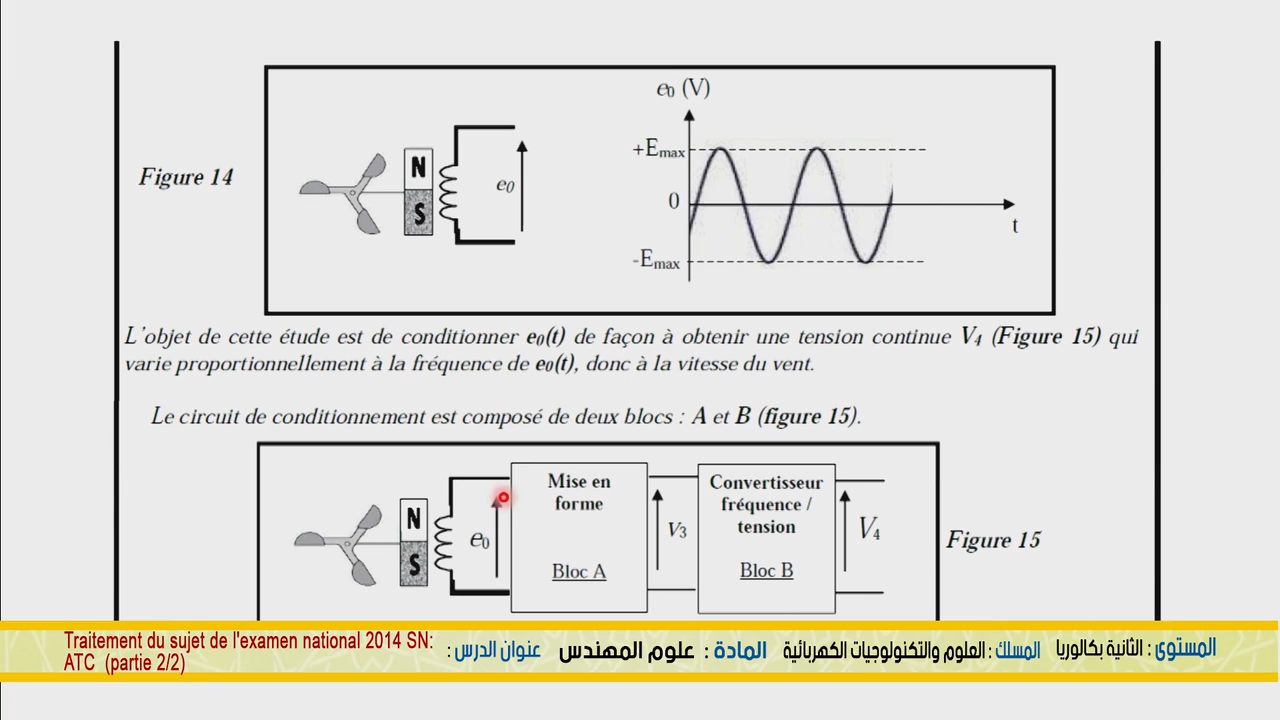 e₀ (V)
+Emax
Figure 14
N
S
e₀
0
t
-Emax
L'objet de cette étude est de conditionner e₀(t) de façon à obtenir une tension continue V₄ (Figure 15) qui
varie proportionnellement à la fréquence de e₀(t), donc à la vitesse du vent.
Le circuit de conditionnement est composé de deux blocs : A et B (figure 15).
N
S
e₀
Mise en
forme
Bloc A
V₃
Convertisseur
fréquence /
tension
Bloc B
V₄
Figure 15
المستوى : الثانية بكالوريا
المسلك : العلوم والتكنولوجيات الكهربائية
المادة : علوم المهندس
عنوان الدرس :
Traitement du sujet de l'examen national 2014 SN:
ATC (partie 2/2)